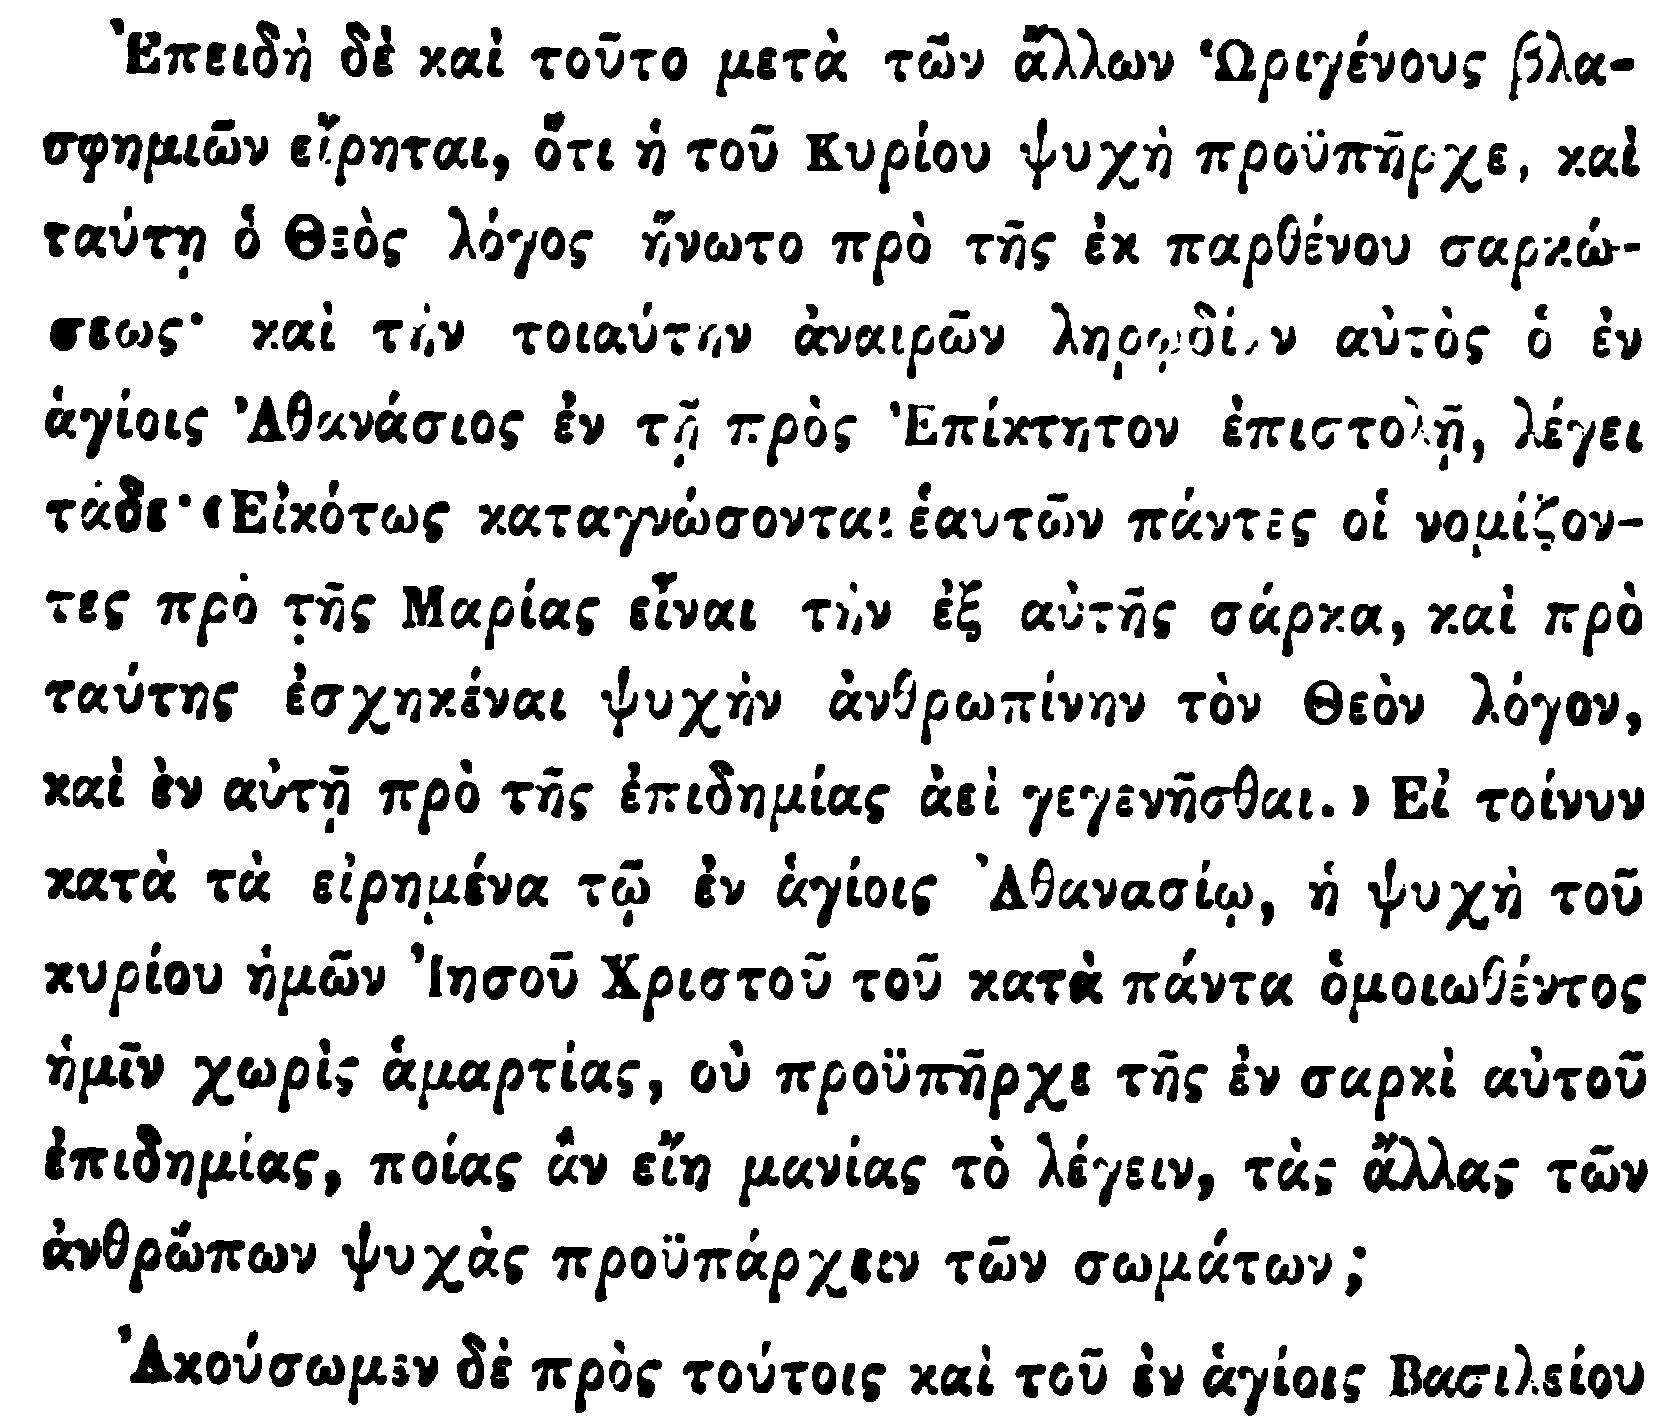 Ἐπειδὴ δὲ καὶ τοῦτο μετὰ τῶν ἄλλων Ὠριγένους βλα-
σφημιῶν εἴρηται, ὅτι ἡ τοῦ Κυρίου ψυχὴ προϋπῆρχε, καὶ
ταύτῃ ὁ Θεὸς λόγος ἥνωτο πρὸ τῆς ἐκ παρθένου σαρκώ-
σεως· καὶ τὴν τοιαύτην ἀναιρῶν ληρῳδίαν αὐτὸς ὁ ἐν
ἁγίοις Ἀθανάσιος ἐν τῇ πρὸς Ἐπίκτητον ἐπιστολῇ, λέγει
τάδε· ‹ Εἰκότως καταγνώσονται ἑαυτῶν πάντες οἱ νομίζον-
τες πρὸ τῆς Μαρίας εἶναι τὴν ἐξ αὐτῆς σάρκα, καὶ πρὸ
ταύτης ἐσχηκέναι ψυχὴν ἀνθρωπίνην τὸν Θεὸν λόγον,
καὶ ἐν αὐτῇ πρὸ τῆς ἐπιδημίας ἀεὶ γεγενῆσθαι. › Εἰ τοίνυν
κατὰ τὰ εἰρημένα τῷ ἐν ἁγίοις Ἀθανασίῳ, ἡ ψυχὴ τοῦ
κυρίου ἡμῶν Ἰησοῦ Χριστοῦ τοῦ κατὰ πάντα ὁμοιωθέντος
ἡμῖν χωρὶς ἁμαρτίας, οὐ προϋπῆρχε τῆς ἐν σαρκὶ αὐτοῦ
ἐπιδημίας, ποίας ἂν εἴη μανίας τὸ λέγειν, τὰς ἄλλας τῶν
ἀνθρώπων ψυχὰς προϋπάρχειν τῶν σωμάτων;
Ἀκούσωμεν δὲ πρὸς τούτοις καὶ τοῦ ἐν ἁγίοις Βασιλείου